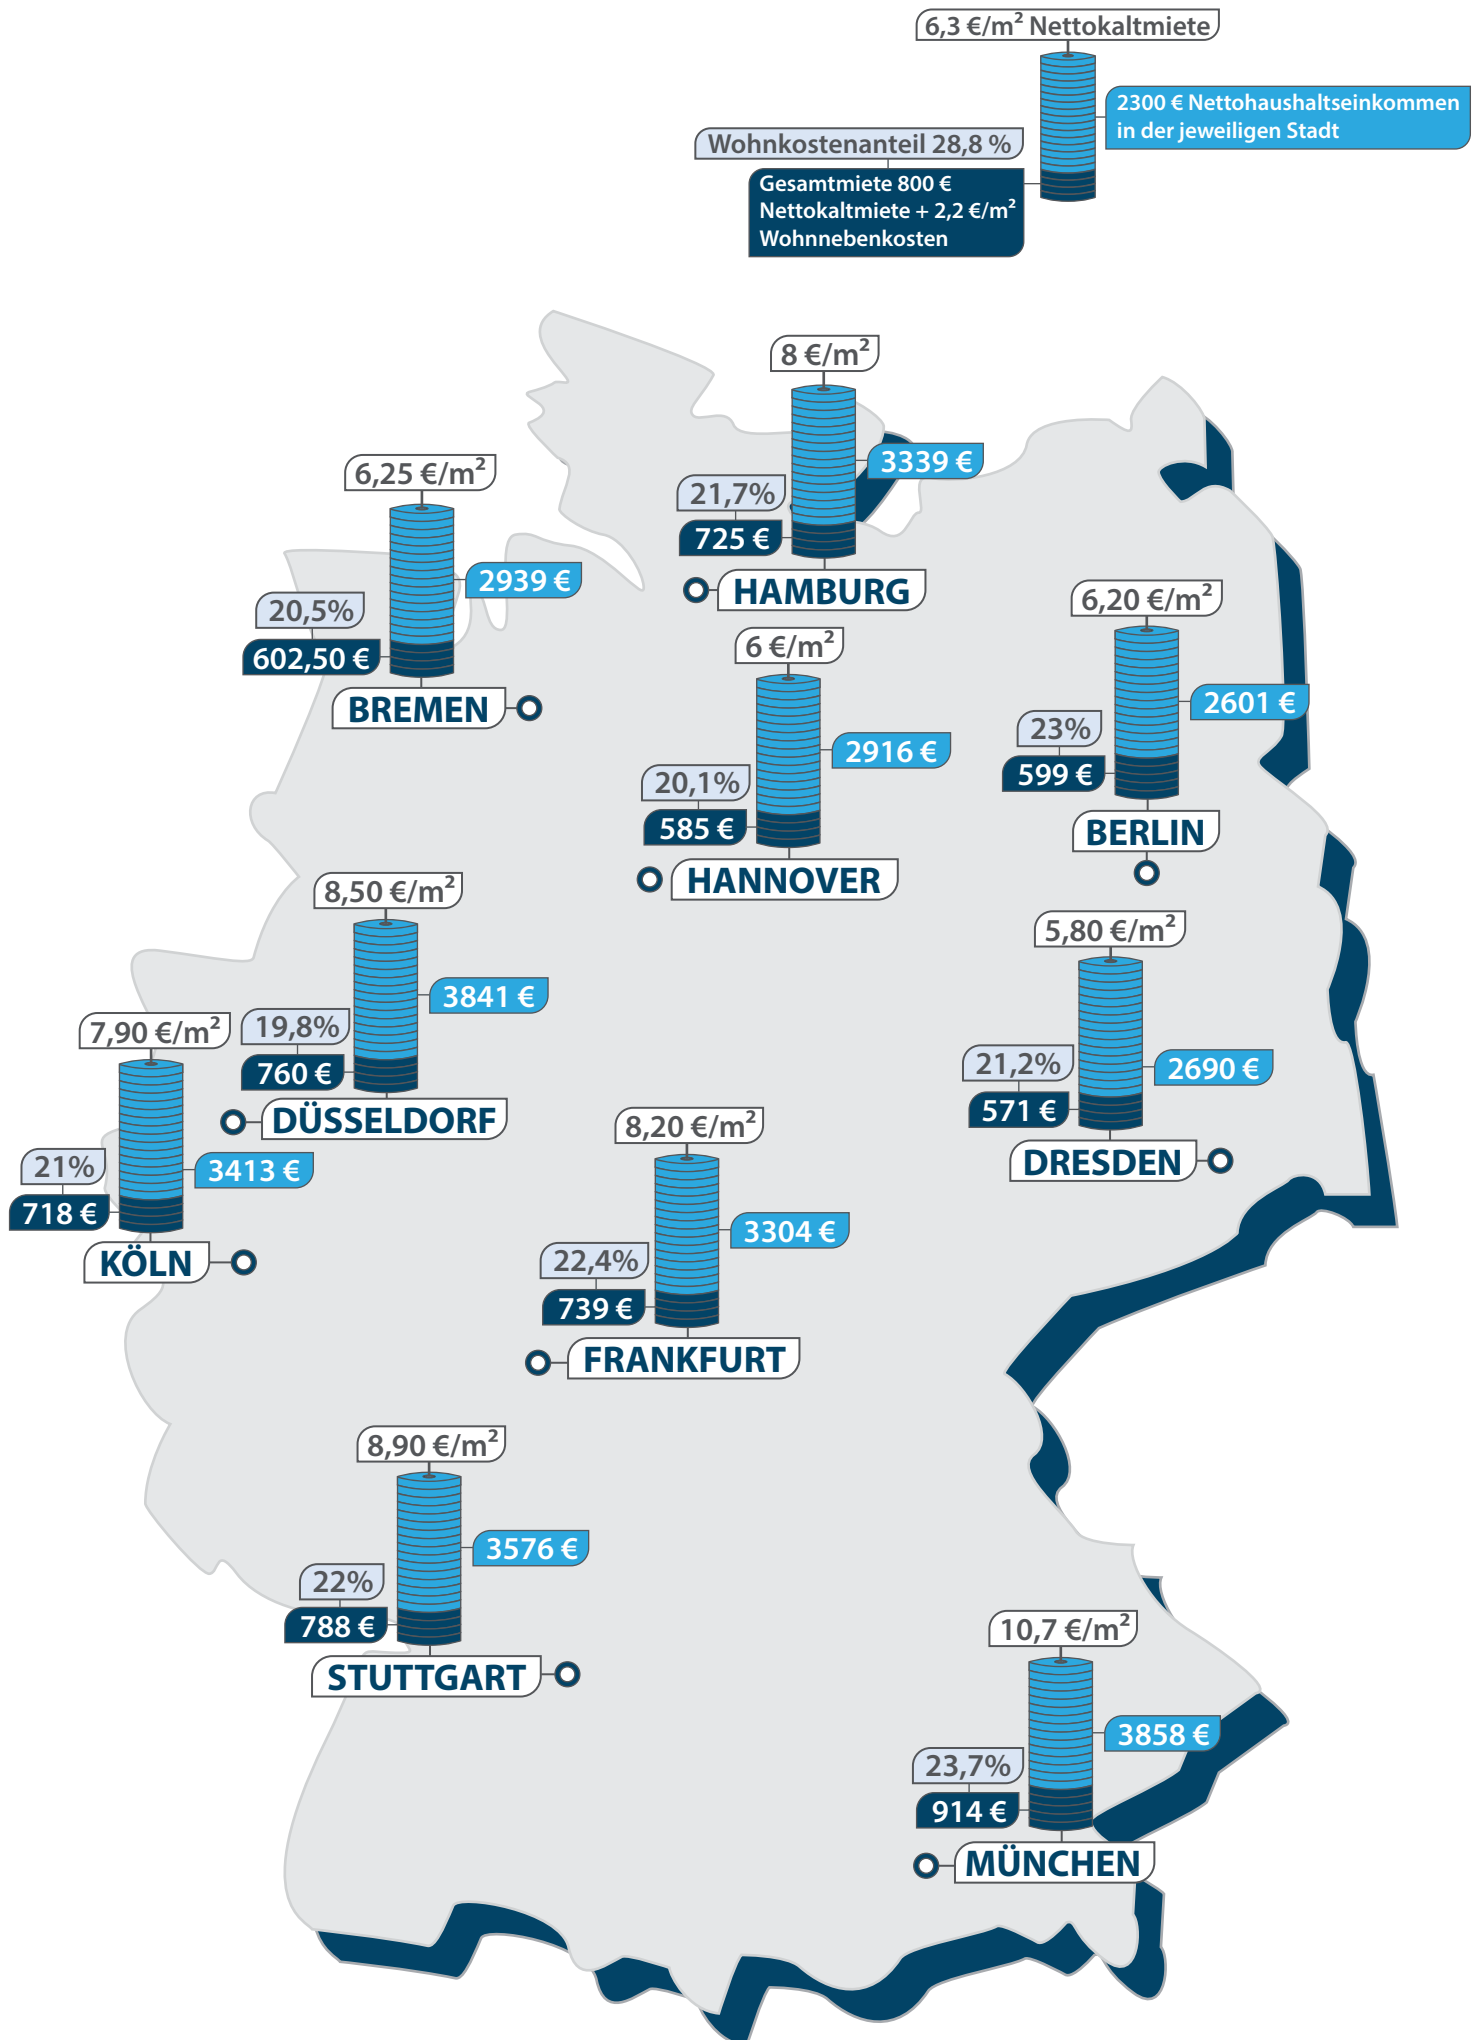 6,3 €/m² Nettokaltmiete
2300 € Nettohaushaltseinkommen
in der jeweiligen Stadt
Wohnkostenanteil 28,8 %
Gesamtmiete 800 €
Nettokaltmiete + 2,2 €/m²
Wohnnebenkosten
8 €/m²
3339 €
21,7%
725 €
HAMBURG
6,25 €/m²
2939 €
20,5%
602,50 €
BREMEN
6,20 €/m²
2601 €
23%
599 €
BERLIN
6 €/m²
2916 €
20,1%
585 €
HANNOVER
8,50 €/m²
3841 €
19,8%
760 €
DÜSSELDORF
5,80 €/m²
2690 €
21,2%
571 €
DRESDEN
7,90 €/m²
3413 €
21%
718 €
KÖLN
8,20 €/m²
3304 €
22,4%
739 €
FRANKFURT
8,90 €/m²
3576 €
22%
788 €
STUTTGART
10,7 €/m²
3858 €
23,7%
914 €
MÜNCHEN